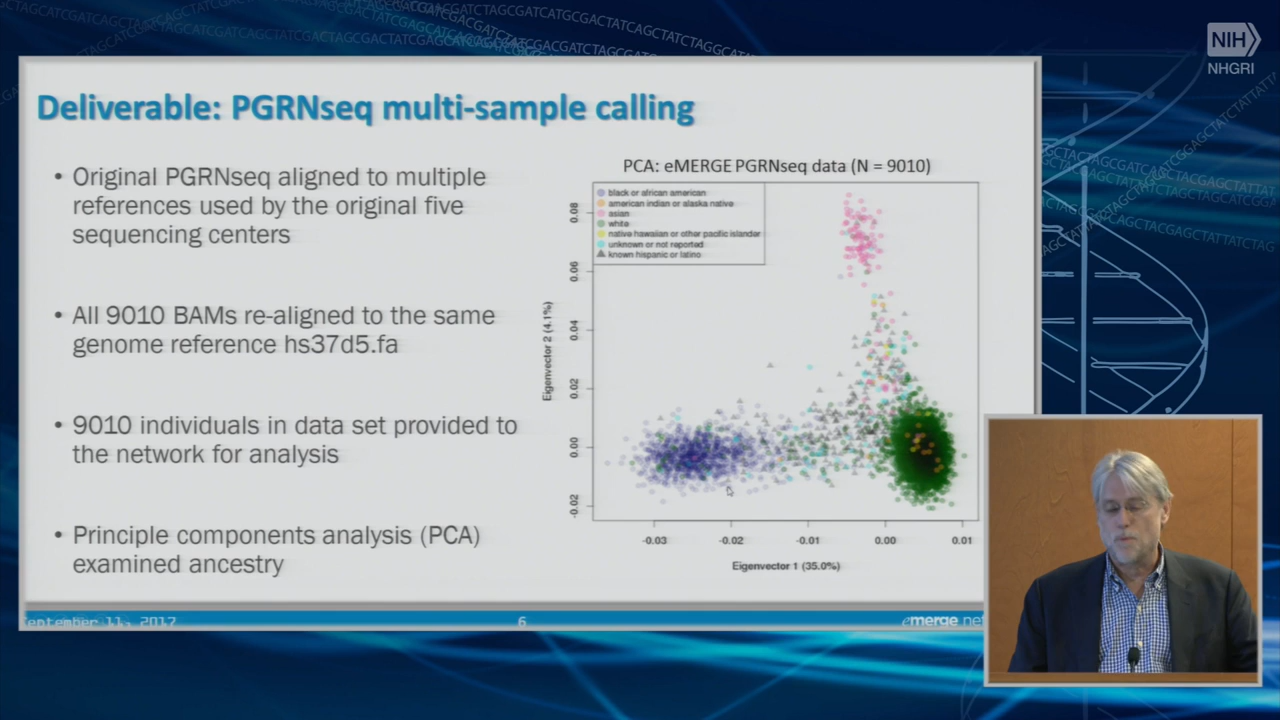 NIH
NHGRI
Deliverable: PGRNseq multi-sample calling
• Original PGRNseq aligned to multiple
references used by the original five
sequencing centers
• All 9010 BAMs re-aligned to the same
genome reference hs37d5.fa
• 9010 individuals in data set provided to
the network for analysis
• Principle components analysis (PCA)
examined ancestry
PCA: eMERGE PGRNseq data (N = 9010)
black or african american
american indian or alaska native
asian
white
native hawaiian or other pacific islander
unknown or not reported
known hispanic or latino
Eigenvector 2 (4.1%)
0.08
0.06
0.04
0.02
0.00
-0.02
-0.03
-0.02
-0.01
0.00
0.01
Eigenvector 1 (35.0%)
eptember 11, 2017
6
emerge net